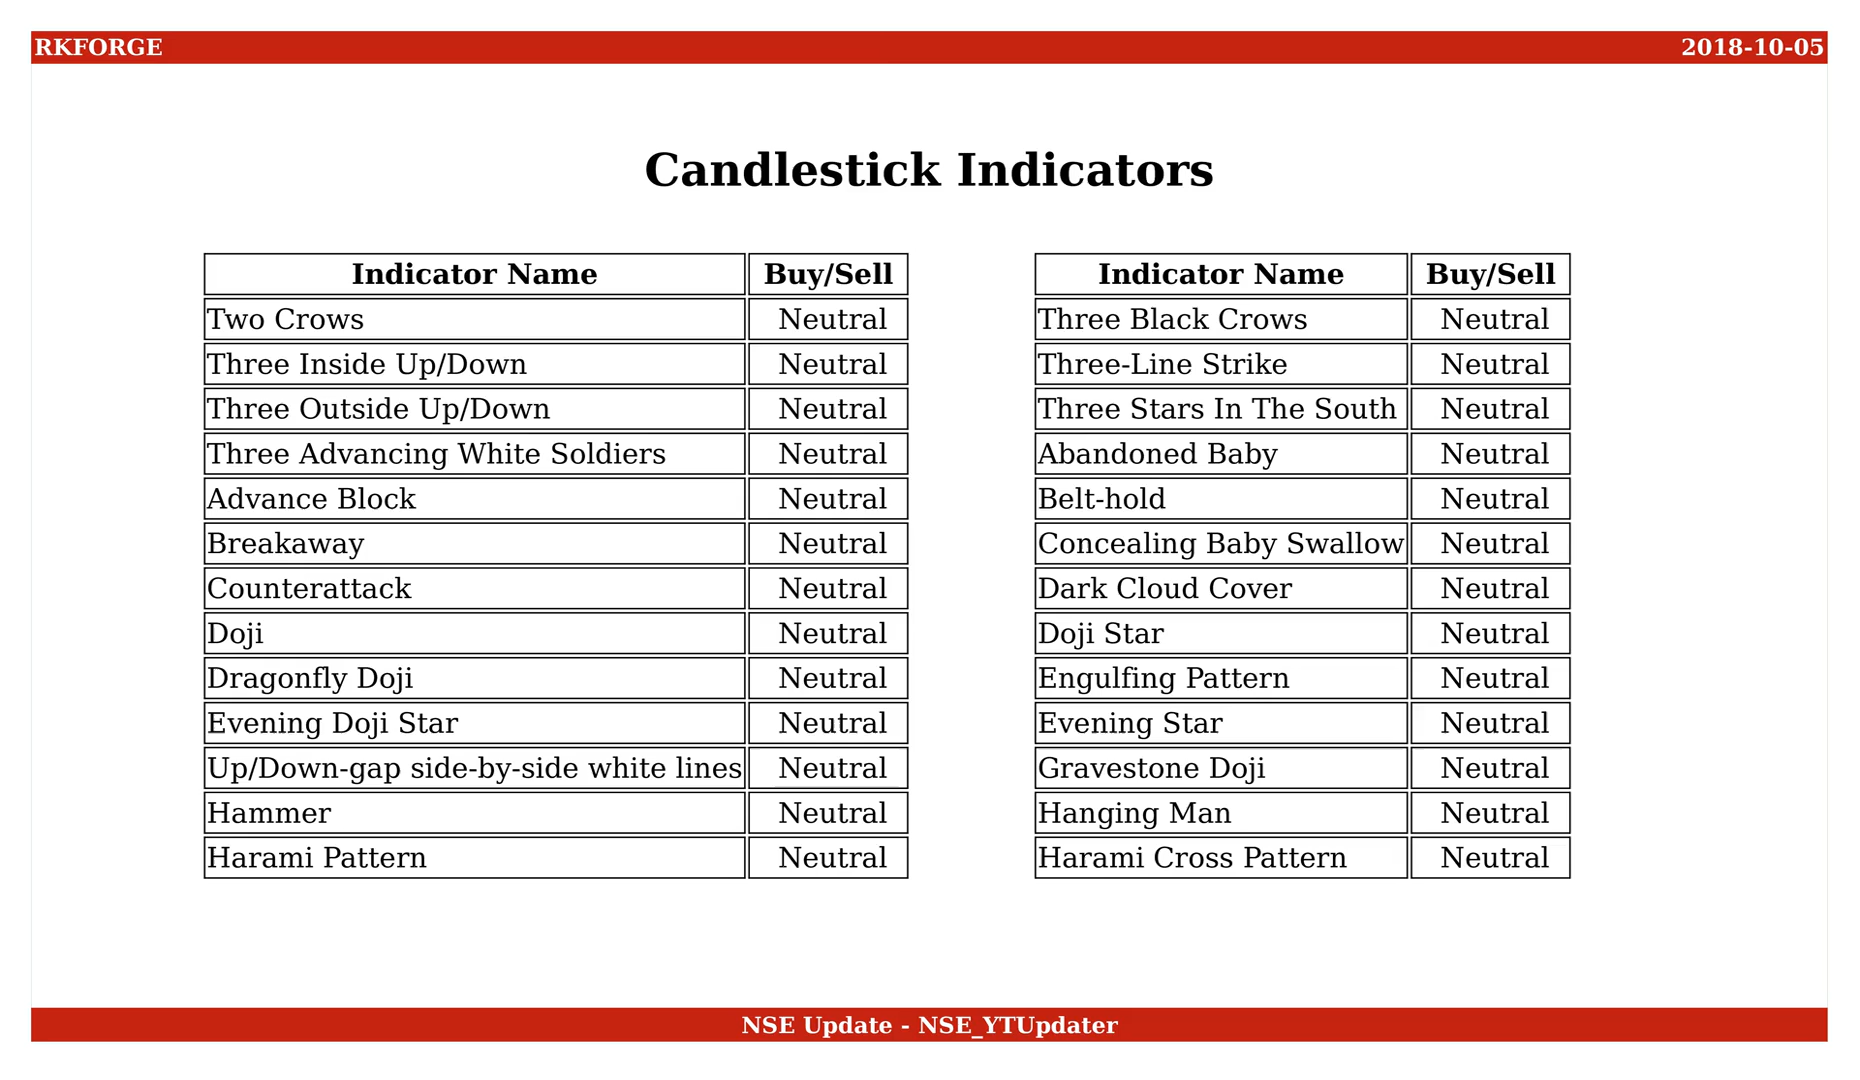 RKFORGE 2018-10-05
Candlestick Indicators
Indicator Name Buy/Sell
Two Crows Neutral
Three Inside Up/Down Neutral
Three Outside Up/Down Neutral
Three Advancing White Soldiers Neutral
Advance Block Neutral
Breakaway Neutral
Counterattack Neutral
Doji Neutral
Dragonfly Doji Neutral
Evening Doji Star Neutral
Up/Down-gap side-by-side white lines Neutral
Hammer Neutral
Harami Pattern Neutral
Indicator Name Buy/Sell
Three Black Crows Neutral
Three-Line Strike Neutral
Three Stars In The South Neutral
Abandoned Baby Neutral
Belt-hold Neutral
Concealing Baby Swallow Neutral
Dark Cloud Cover Neutral
Doji Star Neutral
Engulfing Pattern Neutral
Evening Star Neutral
Gravestone Doji Neutral
Hanging Man Neutral
Harami Cross Pattern Neutral
NSE Update - NSE_YTUpdater